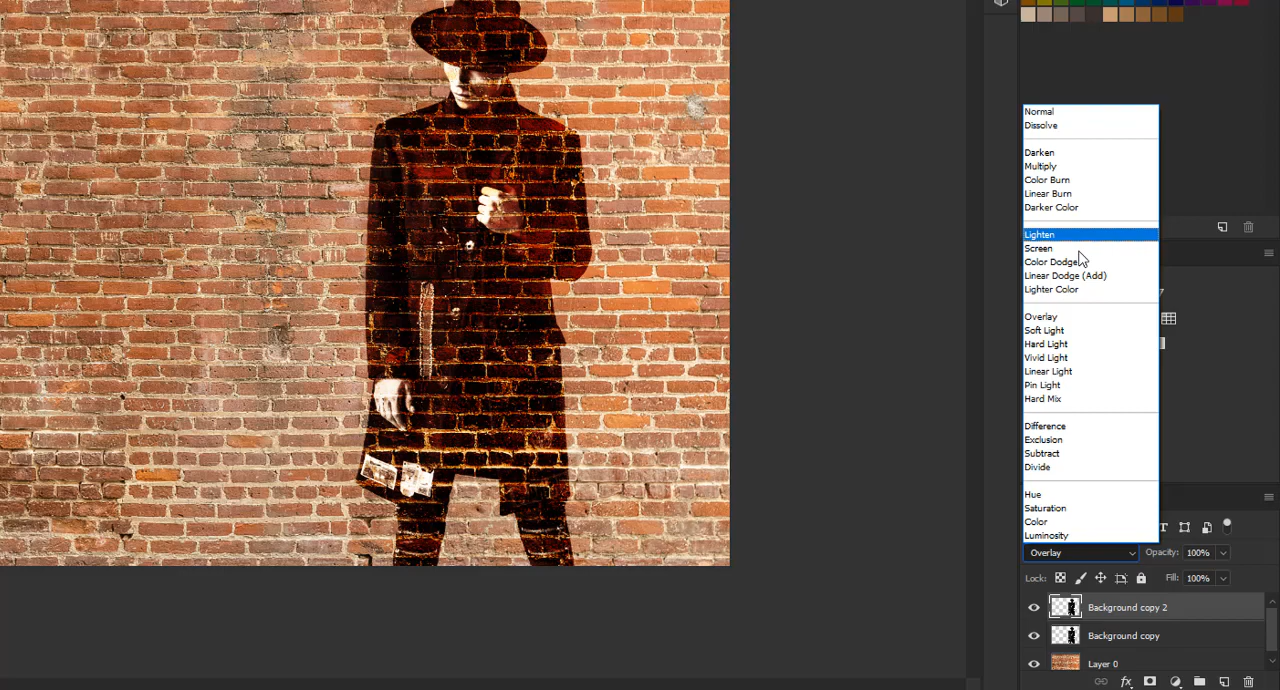 Normal
Dissolve
Darken
Multiply
Color Burn
Linear Burn
Darker Color
Lighten
Screen
Color Dodge
Linear Dodge (Add)
Lighter Color
Overlay
Soft Light
Hard Light
Vivid Light
Linear Light
Pin Light
Hard Mix
Difference
Exclusion
Subtract
Divide
Hue
Saturation
Color
Luminosity
Overlay Opacity: 100%
Lock: Fill: 100%
Background copy 2
Background copy
Layer 0
fx